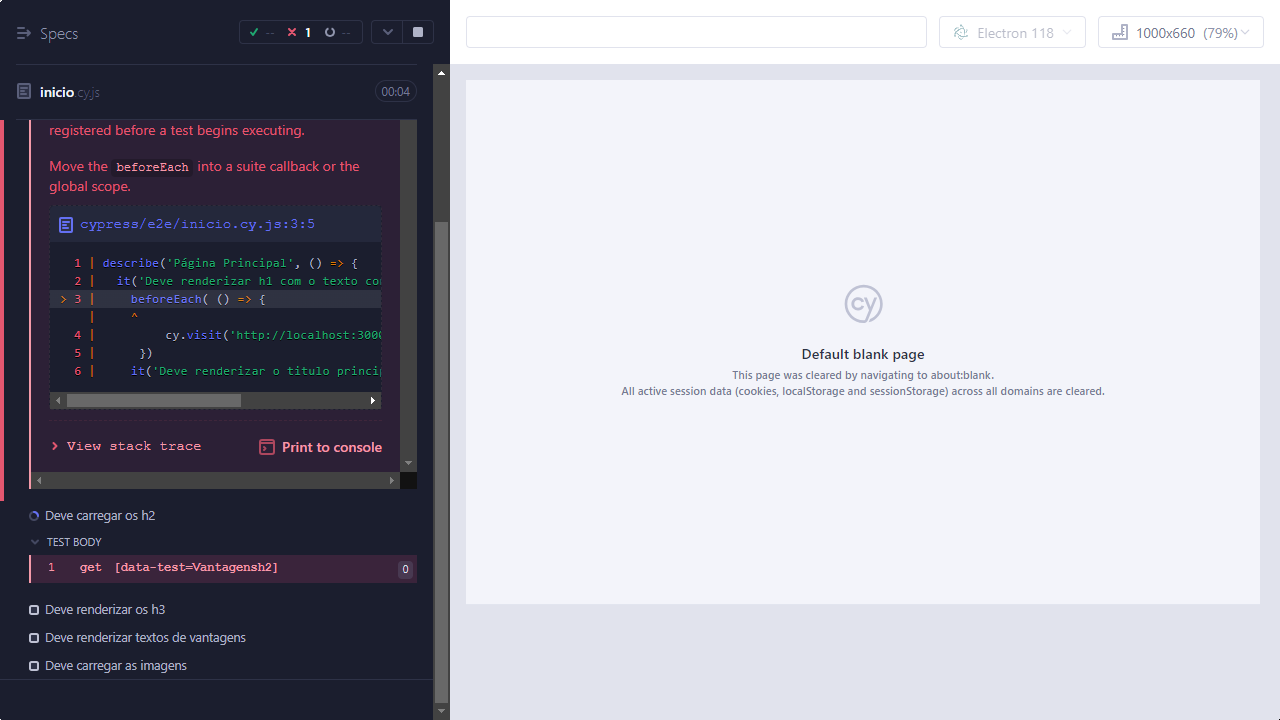 Specs
-- 1 --
Electron 118
1000x660 (79%)
inicio.cy.js
00:04
registered before a test begins executing.
Move the beforeEach into a suite callback or the
global scope.
cypress/e2e/inicio.cy.js:3:5
1 | describe('Página Principal', () => {
2 | it('Deve renderizar h1 com o texto co
> 3 | beforeEach( () => {
| ^
4 | cy.visit('http://localhost:3000
5 | })
6 | it('Deve renderizar o titulo princip
> View stack trace
Print to console
Deve carregar os h2
TEST BODY
1 get [data-test=Vantagensh2] 0
Deve renderizar os h3
Deve renderizar textos de vantagens
Deve carregar as imagens
cy
Default blank page
This page was cleared by navigating to about:blank.
All active session data (cookies, localStorage and sessionStorage) across all domains are cleared.